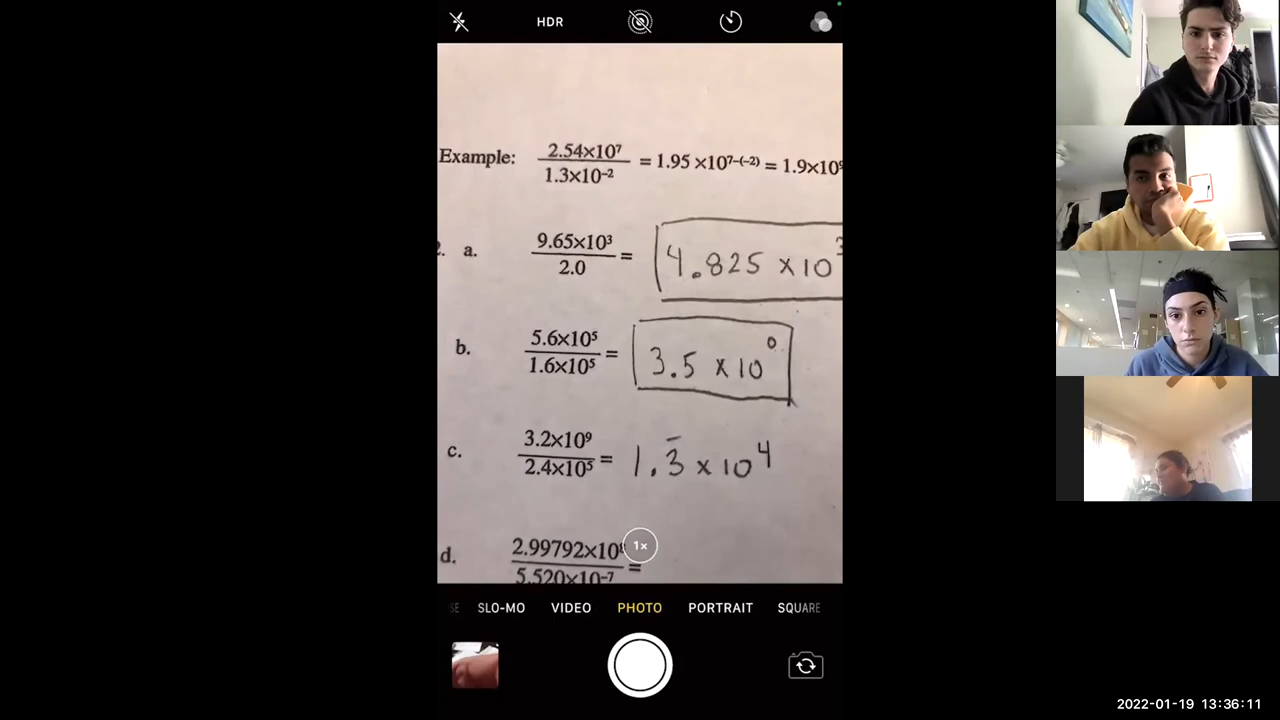 HDR
Example: 2.54×10⁷ / 1.3×10⁻² = 1.95 ×10⁷⁻⁽⁻²⁾ = 1.9×10
a. 9.65×10³ / 2.0 = 4.825 ×10
b. 5.6×10⁵ / 1.6×10⁵ = 3.5 ×10⁰
c. 3.2×10⁹ / 2.4×10⁵ = 1.3̄ ×10⁴
d. 2.99792×10 / 5.520×10⁻⁷ =
1×
SLO-MO VIDEO PHOTO PORTRAIT SQUARE
2022-01-19 13:36:11